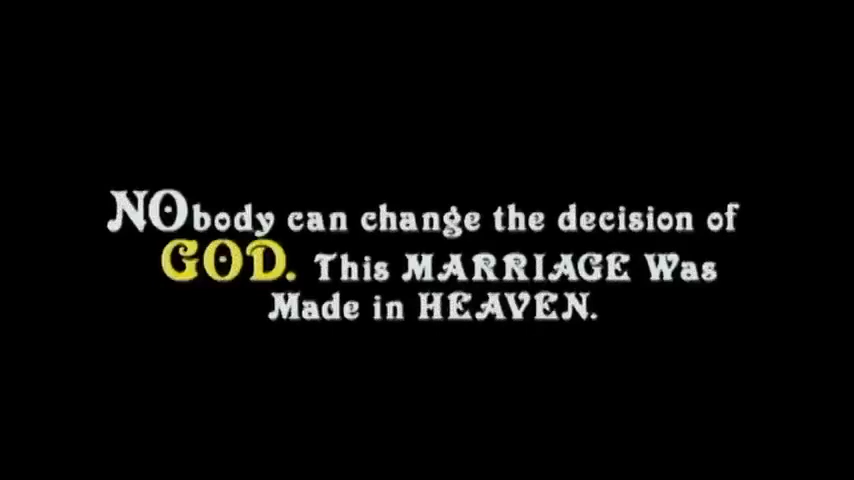 NObody can change the decision of
GOD. This MARRIAGE Was
Made in HEAVEN.